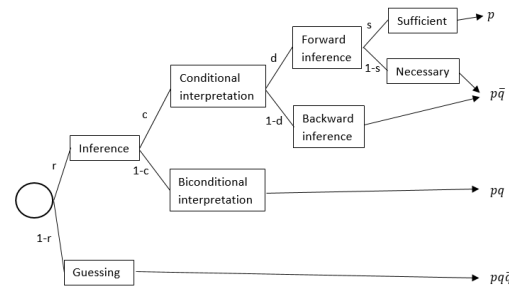 s
Sufficient
p
Forward
inference
d
1-s
Necessary
Conditional
interpretation
pq̄
c
1-d
Backward
inference
Inference
r
1-c
Biconditional
interpretation
pq
1-r
Guessing
pqq̄